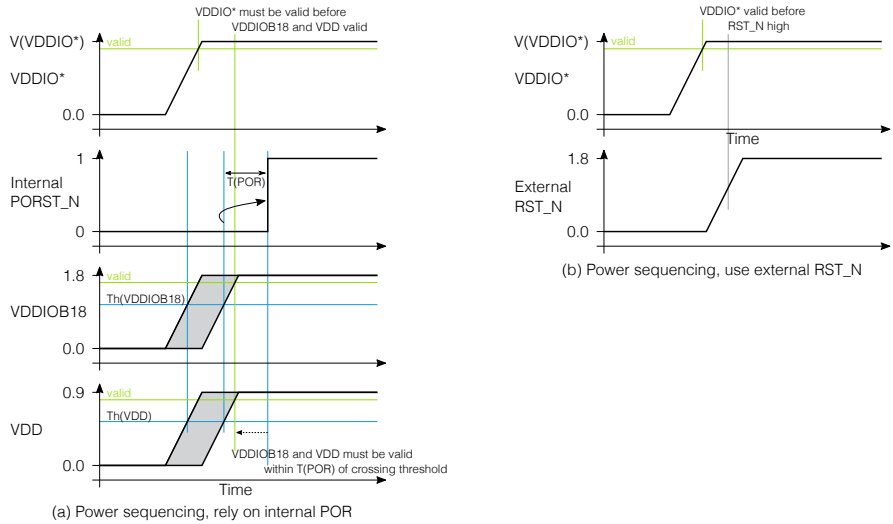 VDDIO* must be valid before
VDDIOB18 and VDD valid
V(VDDIO*)
valid
VDDIO*
0.0
1
Internal
PORST_N
T(POR)
0
1.8
valid
Th(VDDIOB18)
VDDIOB18
0.0
0.9
valid
Th(VDD)
VDD
VDDIOB18 and VDD must be valid
within T(POR) of crossing threshold
0.0
Time
(a) Power sequencing, rely on internal POR
VDDIO* valid before
RST_N high
V(VDDIO*)
valid
VDDIO*
0.0
Time
1.8
External
RST_N
0.0
(b) Power sequencing, use external RST_N